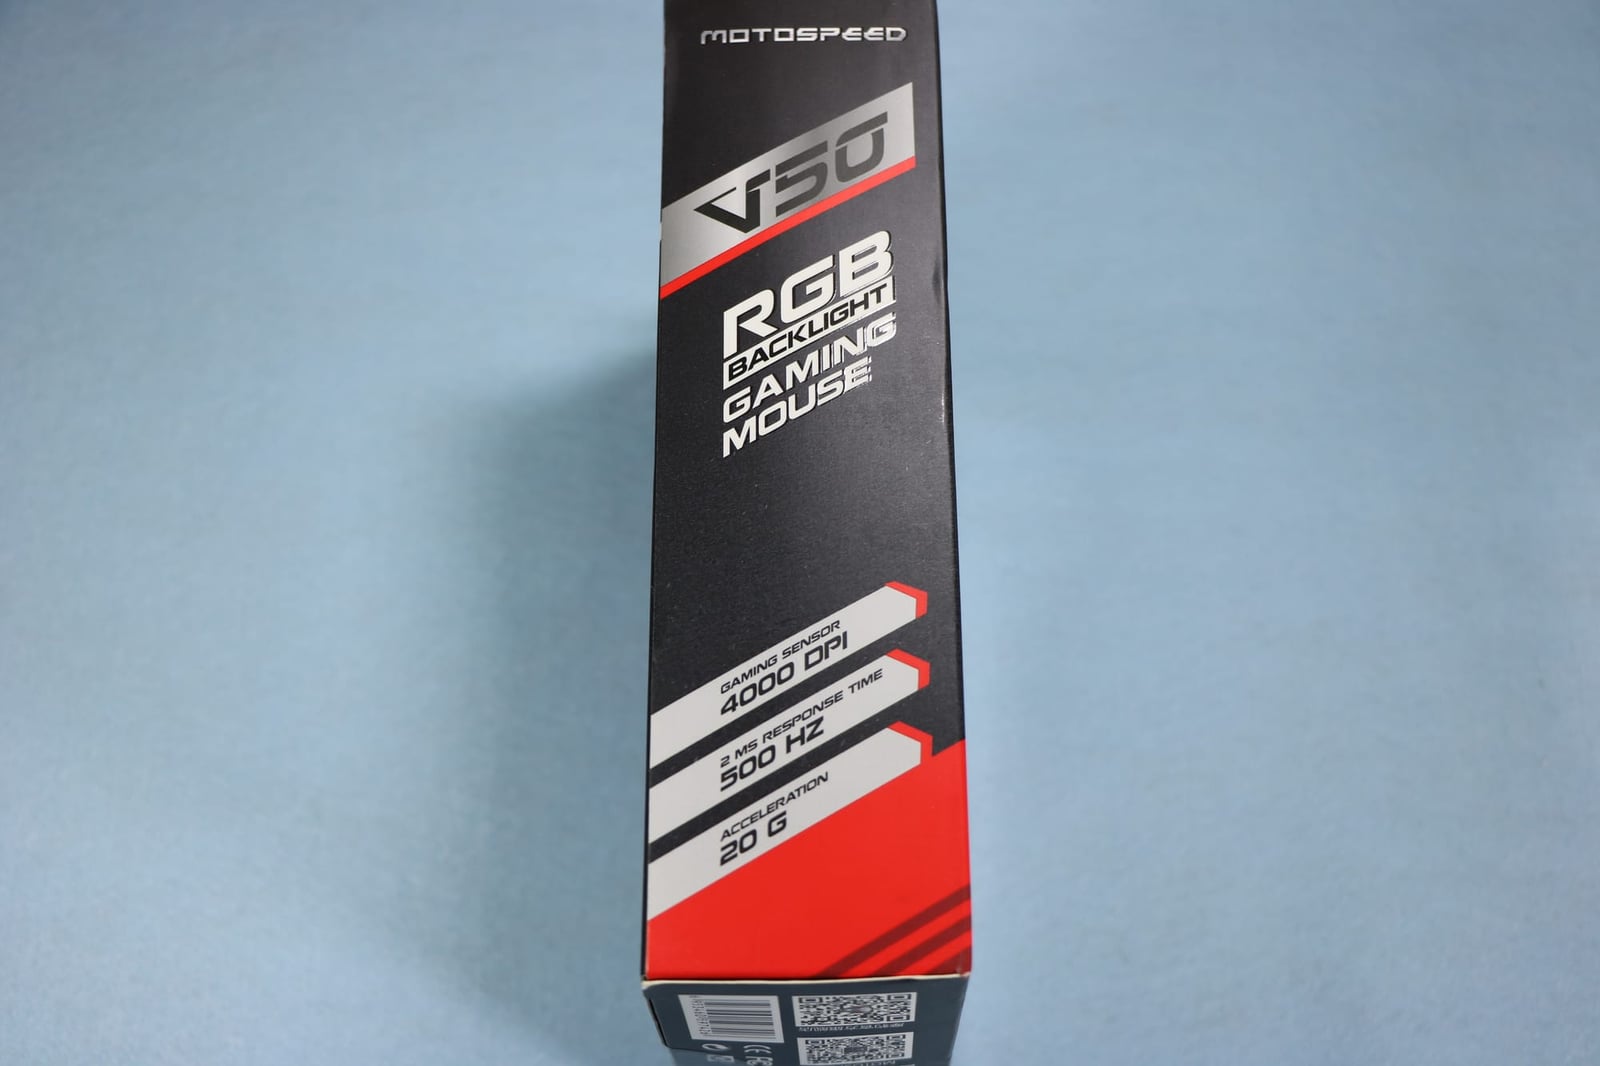 MOTOSPEED
V50
RGB
BACKLIGHT
GAMING
MOUSE
GAMING SENSOR
4000 DPI
2 MS RESPONSE TIME
500 HZ
ACCELERATION
20 G